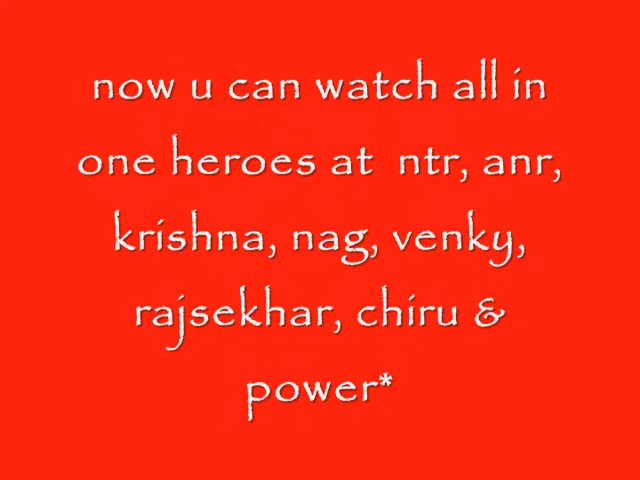 now u can watch all in
one heroes at  ntr, anr,
krishna, nag, venky,
rajsekhar, chiru &
power*